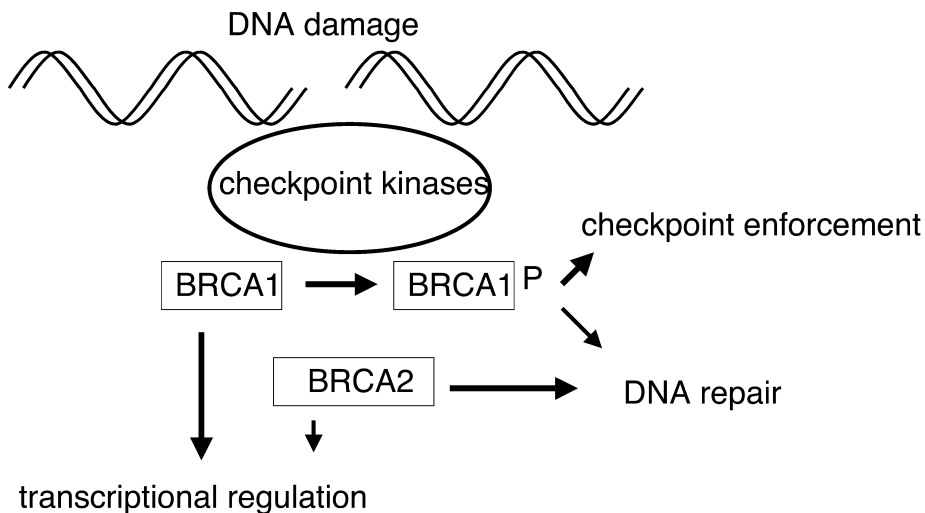 DNA damage
checkpoint kinases
checkpoint enforcement
BRCA1
BRCA1 P
BRCA2
DNA repair
transcriptional regulation